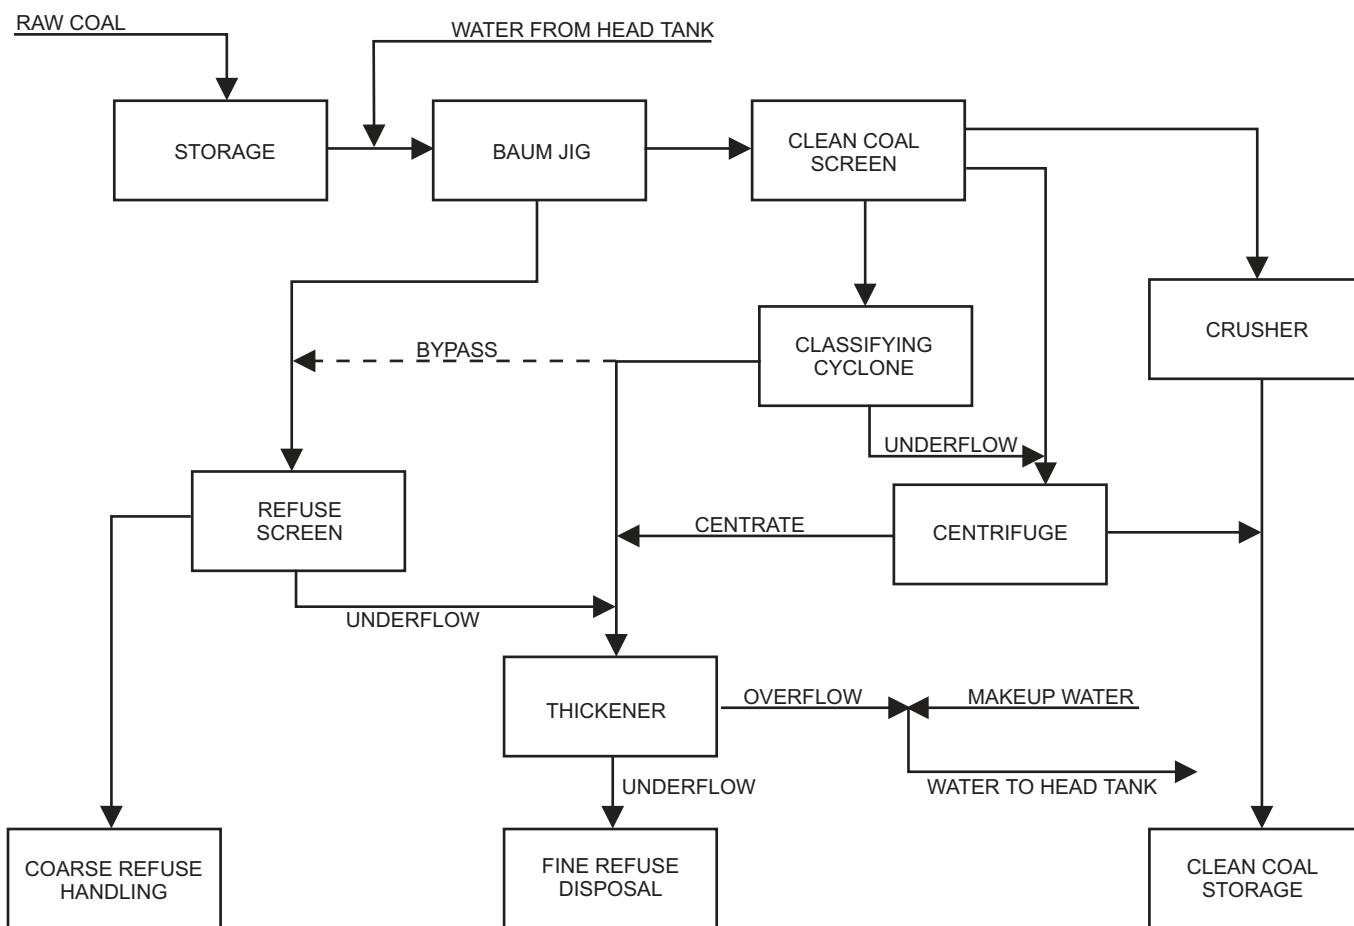 RAW COAL
WATER FROM HEAD TANK
STORAGE
BAUM JIG
CLEAN COAL
SCREEN
CRUSHER
BYPASS
CLASSIFYING
CYCLONE
UNDERFLOW
REFUSE
SCREEN
CENTRATE
CENTRIFUGE
UNDERFLOW
THICKENER
OVERFLOW
MAKEUP WATER
UNDERFLOW
WATER TO HEAD TANK
COARSE REFUSE
HANDLING
FINE REFUSE
DISPOSAL
CLEAN COAL
STORAGE